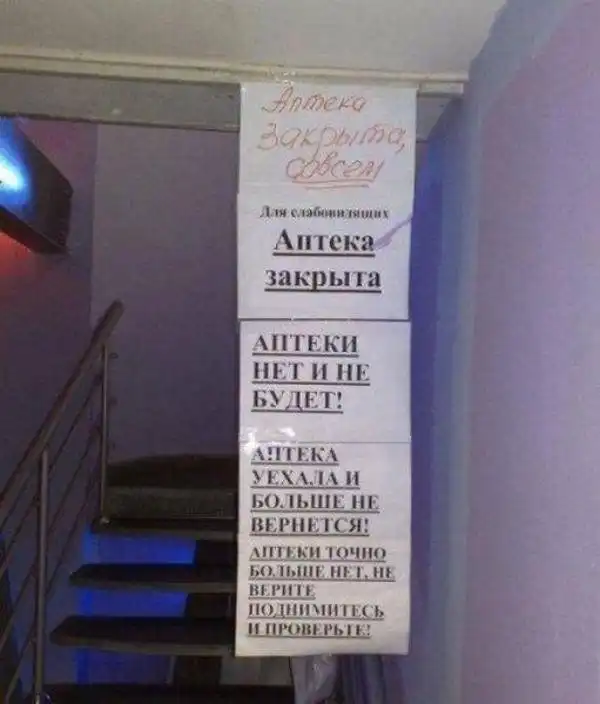 Аптека
закрыта,
совсем
Для слабовидящих
Аптека
закрыта
АПТЕКИ
НЕТ И НЕ
БУДЕТ!
АПТЕКА
УЕХАЛА И
БОЛЬШЕ НЕ
ВЕРНЕТСЯ!
АПТЕКИ ТОЧНО
БОЛЬШЕ НЕТ, НЕ
ВЕРИТЕ
ПОДНИМИТЕСЬ
И ПРОВЕРЬТЕ!